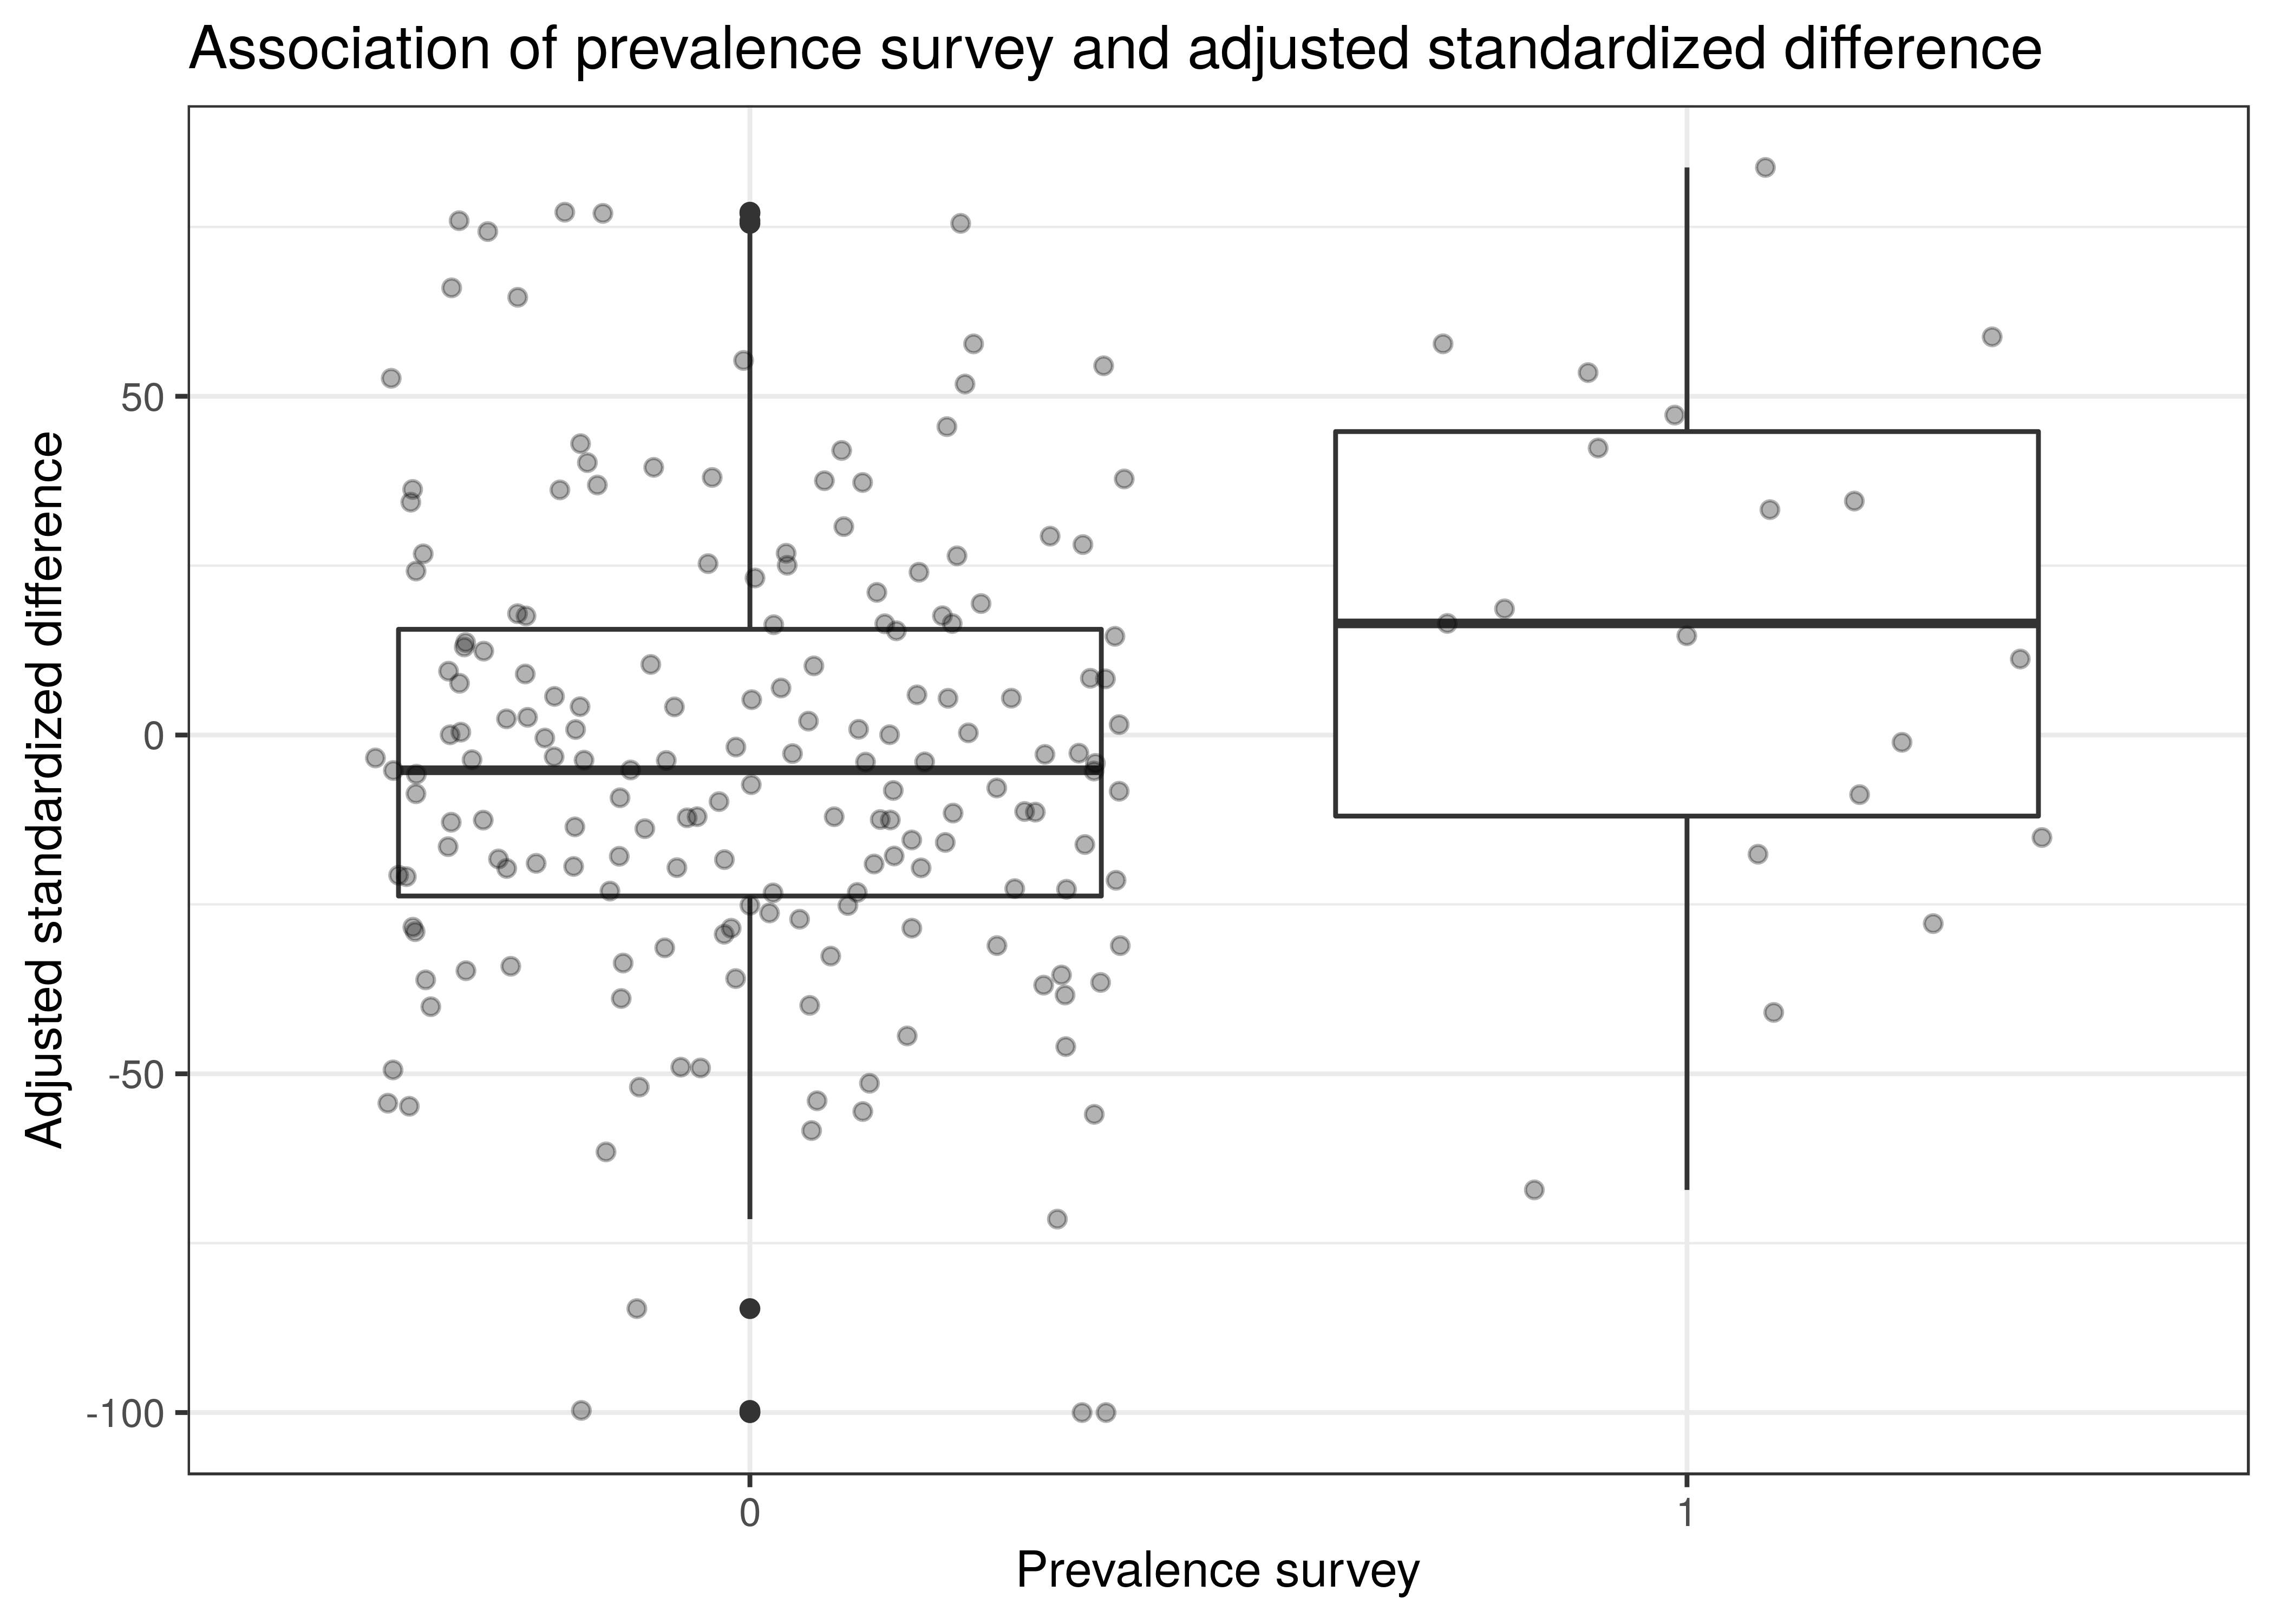 Association of prevalence survey and adjusted standardized difference
Adjusted standardized difference
50
0
-50
-100
0
1
Prevalence survey